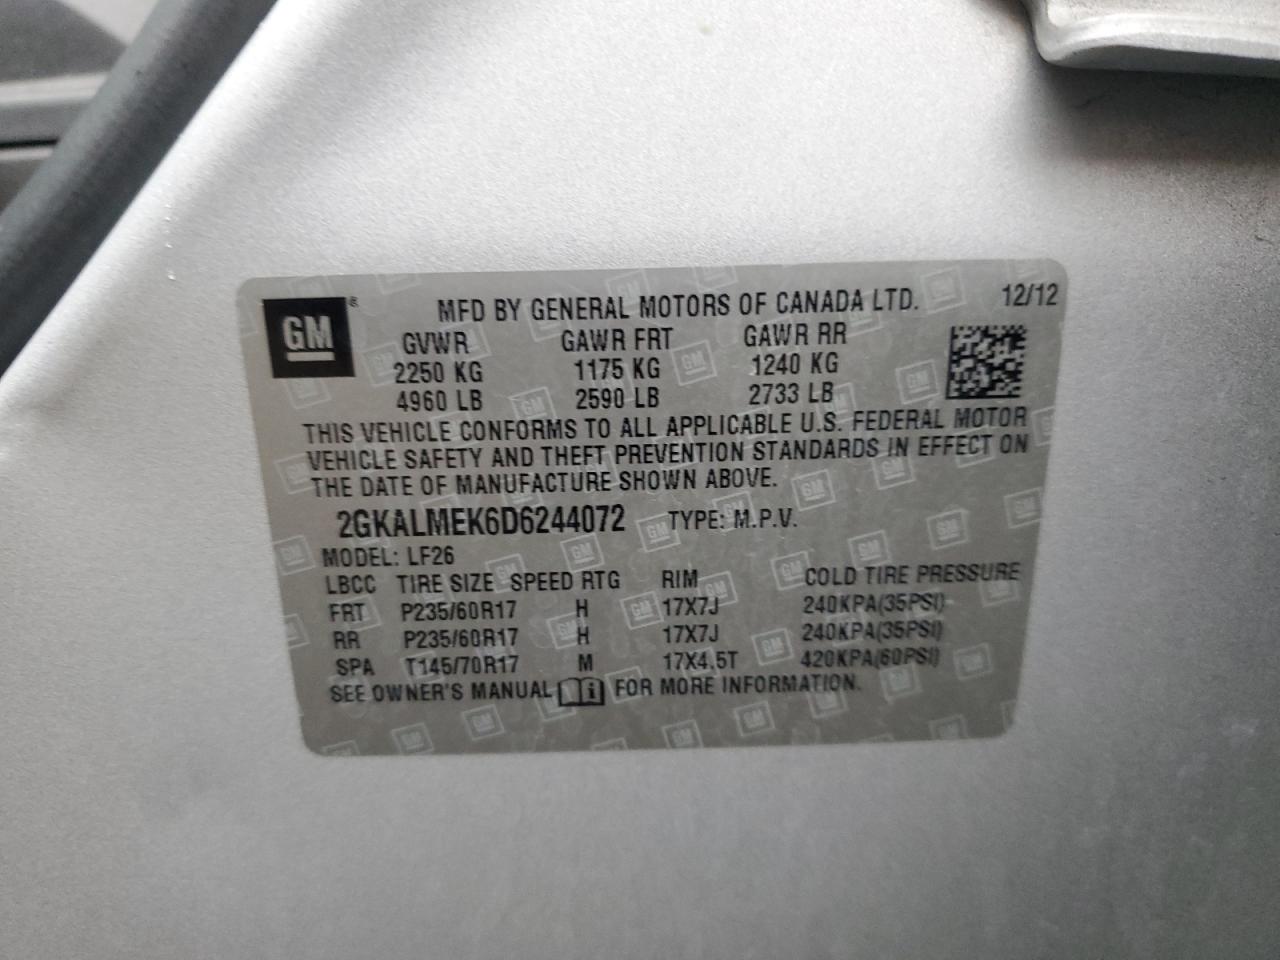 GM ® MFD BY GENERAL MOTORS OF CANADA LTD. 12/12
GVWR GAWR FRT GAWR RR
2250 KG 1175 KG 1240 KG
4960 LB 2590 LB 2733 LB
THIS VEHICLE CONFORMS TO ALL APPLICABLE U.S. FEDERAL MOTOR
VEHICLE SAFETY AND THEFT PREVENTION STANDARDS IN EFFECT ON
THE DATE OF MANUFACTURE SHOWN ABOVE.
2GKALMEK6D6244072 TYPE: M.P.V.
MODEL: LF26
LBCC TIRE SIZE SPEED RTG RIM COLD TIRE PRESSURE
FRT P235/60R17 H 17X7J 240KPA(35PSI)
RR P235/60R17 H 17X7J 240KPA(35PSI)
SPA T145/70R17 M 17X4.5T 420KPA(60PSI)
SEE OWNER'S MANUAL i FOR MORE INFORMATION.